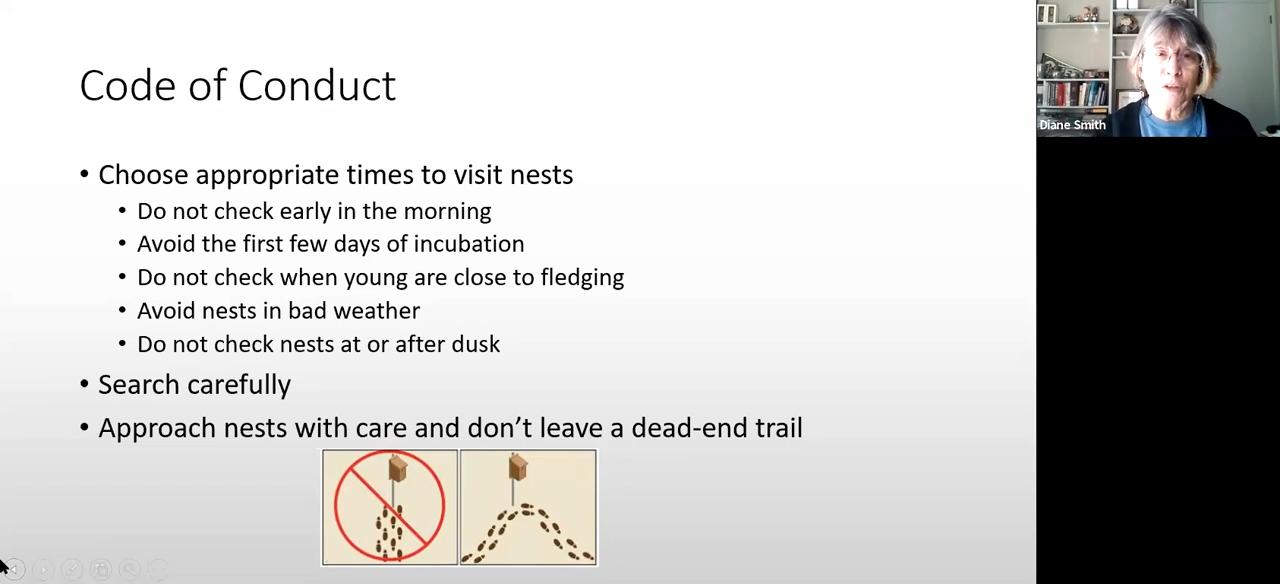 Code of Conduct
• Choose appropriate times to visit nests
• Do not check early in the morning
• Avoid the first few days of incubation
• Do not check when young are close to fledging
• Avoid nests in bad weather
• Do not check nests at or after dusk
• Search carefully
• Approach nests with care and don’t leave a dead-end trail
Diane Smith